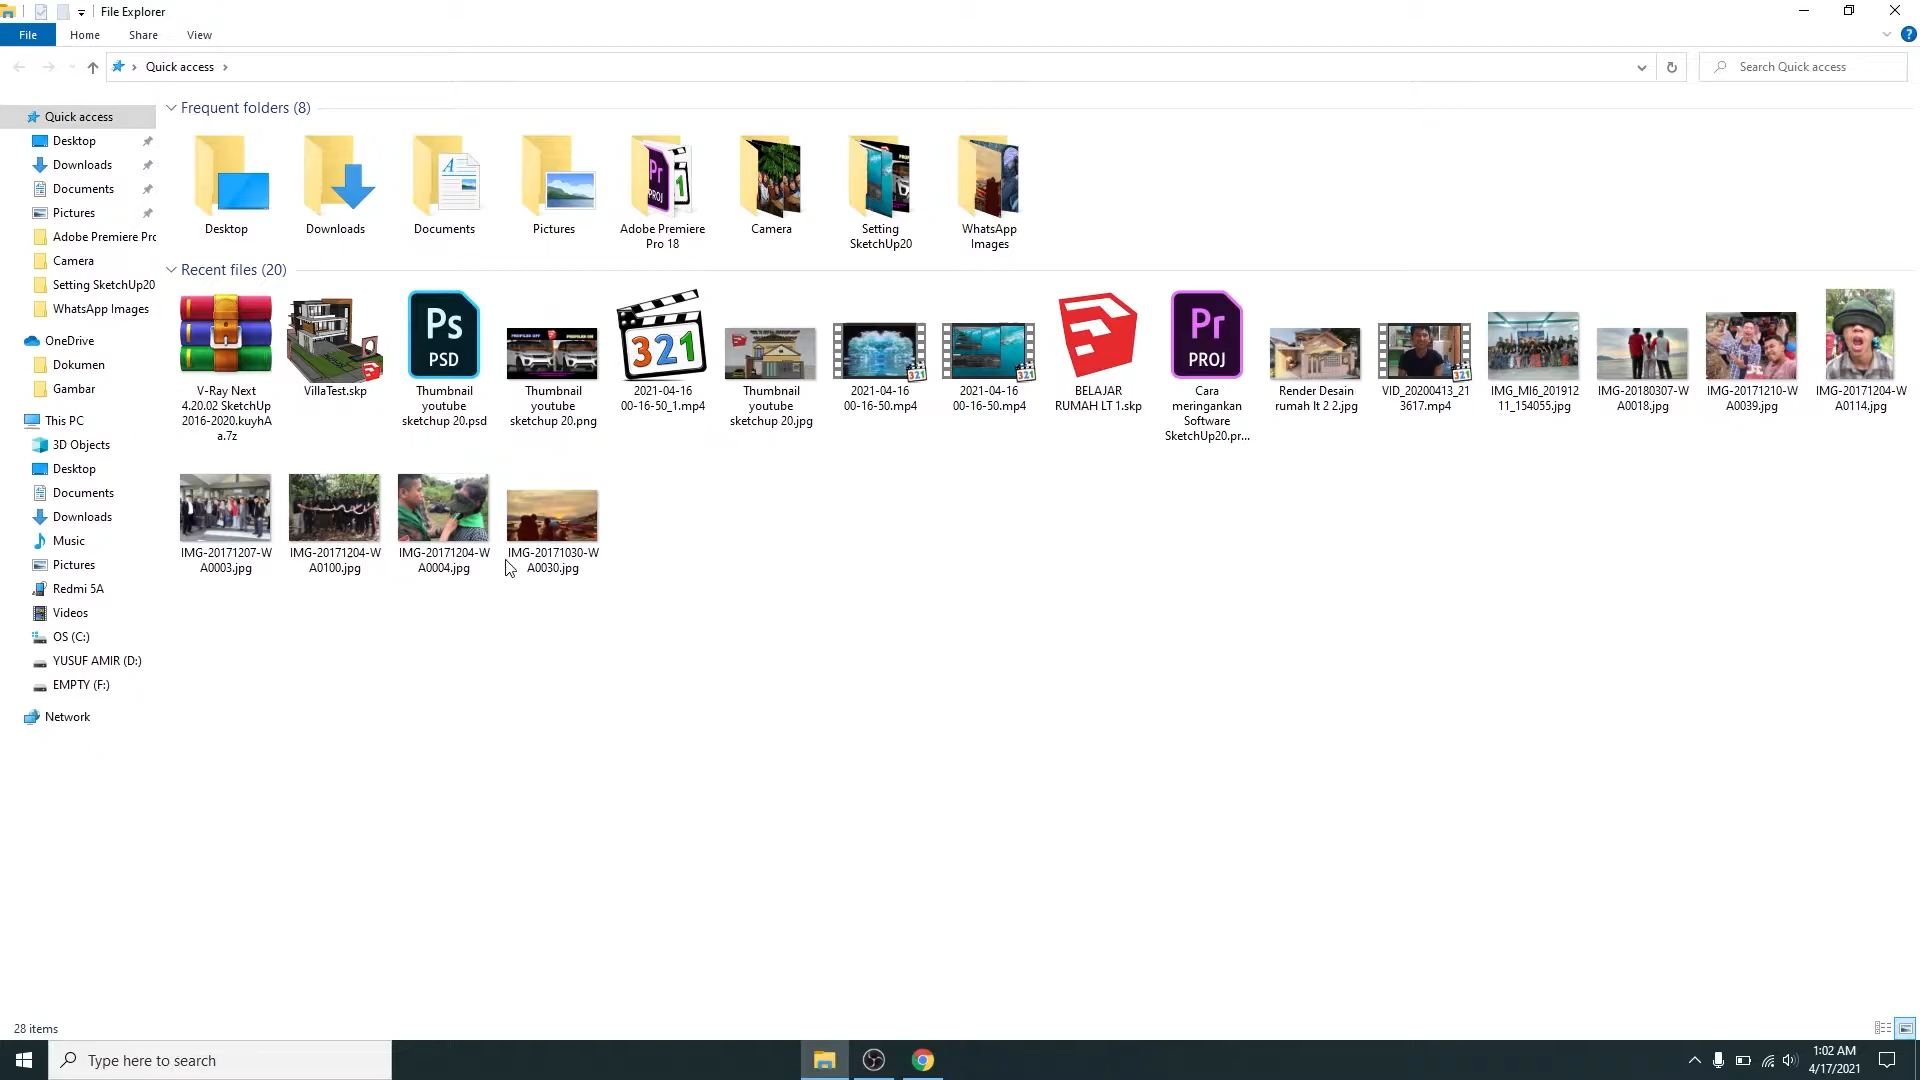 File Explorer
File Home Share View
Quick access
Search Quick access
Quick access
Desktop
Downloads
Documents
Pictures
Adobe Premiere Prc
Camera
Setting SketchUp20
WhatsApp Images
OneDrive
Dokumen
Gambar
This PC
3D Objects
Desktop
Documents
Downloads
Music
Pictures
Redmi 5A
Videos
OS (C:)
YUSUF AMIR (D:)
EMPTY (F:)
Network
Frequent folders (8)
Desktop
Downloads
Documents
Pictures
Adobe Premiere
Pro 18
Camera
Setting
SketchUp20
WhatsApp
Images
Recent files (20)
V-Ray Next
4.20.02 SketchUp
2016-2020.kuyhA
a.7z
VillaTest.skp
Ps
PSD
Thumbnail
youtube
sketchup 20.psd
Thumbnail
youtube
sketchup 20.png
321
2021-04-16
00-16-50_1.mp4
Thumbnail
youtube
sketchup 20.jpg
2021-04-16
00-16-50.mp4
2021-04-16
00-16-50.mp4
BELAJAR
RUMAH LT 1.skp
Pr
PROJ
Cara
meringankan
Software
SketchUp20.pr...
Render Desain
rumah lt 2 2.jpg
VID_20200413_21
3617.mp4
IMG_MI6_201912
11_154055.jpg
IMG-20180307-W
A0018.jpg
IMG-20171210-W
A0039.jpg
IMG-20171204-W
A0114.jpg
IMG-20171207-W
A0003.jpg
IMG-20171204-W
A0100.jpg
IMG-20171204-W
A0004.jpg
IMG-20171030-W
A0030.jpg
28 items
Type here to search
1:02 AM
4/17/2021